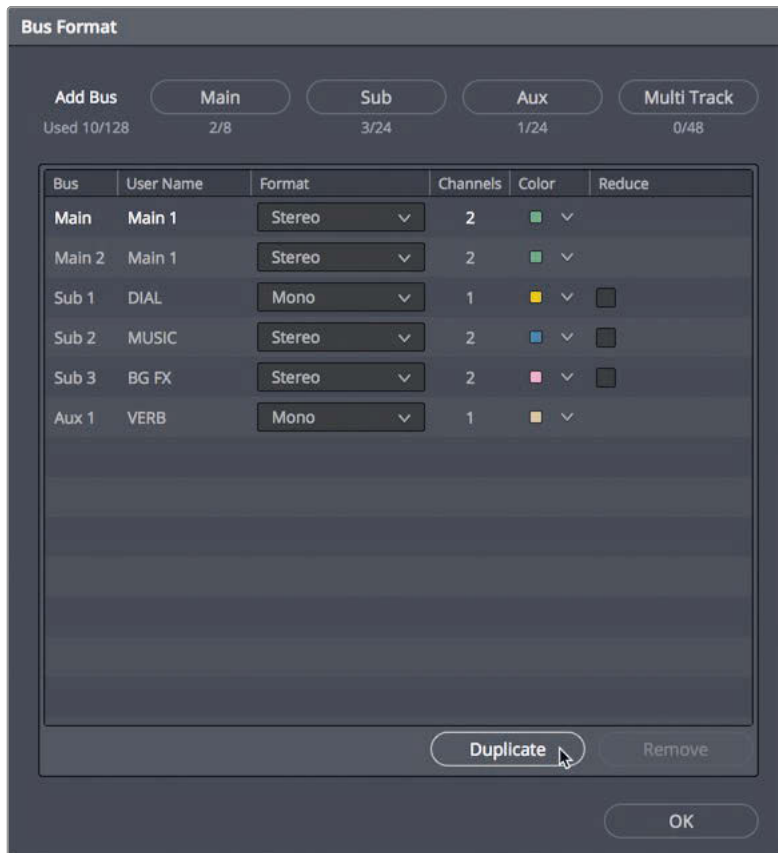 Bus Format
Add Bus Main Sub Aux Multi Track
Used 10/128 2/8 3/24 1/24 0/48
Bus User Name Format Channels Color Reduce
Main Main 1 Stereo 2
Main 2 Main 1 Stereo 2
Sub 1 DIAL Mono 1
Sub 2 MUSIC Stereo 2
Sub 3 BG FX Stereo 2
Aux 1 VERB Mono 1
Duplicate Remove
OK